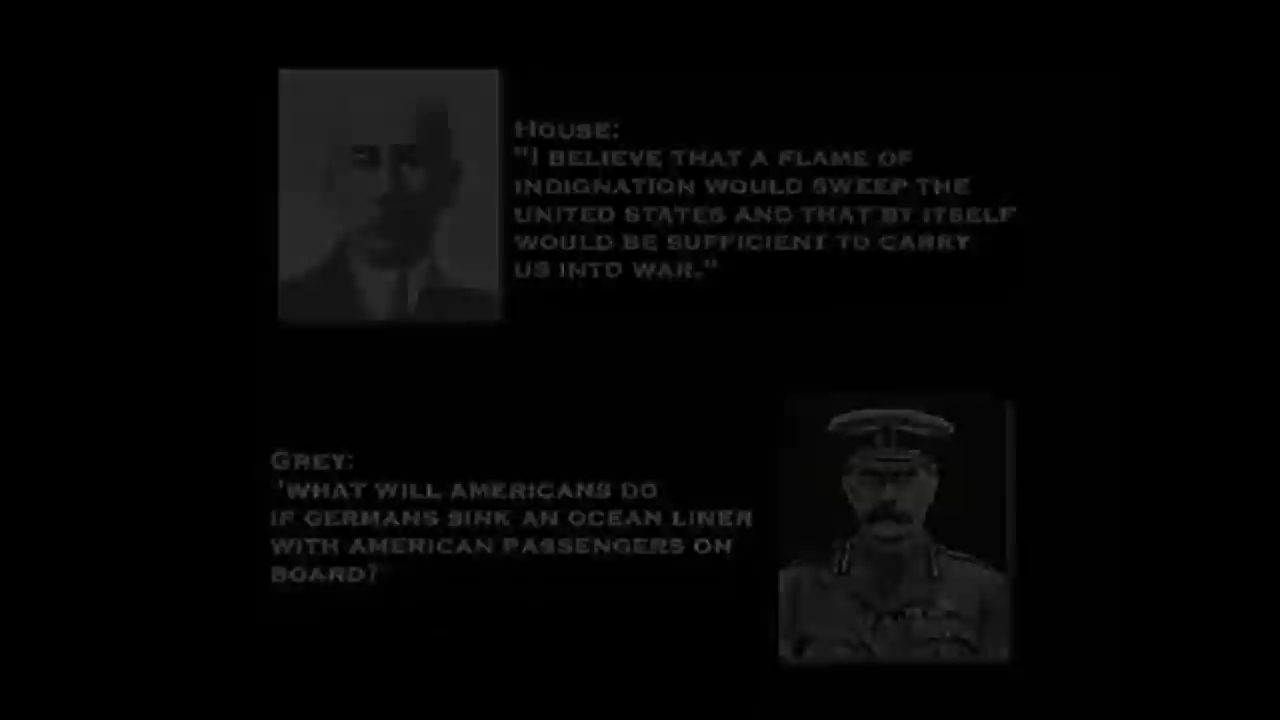 HOUSE:
"I BELIEVE THAT A FLAME OF
INDIGNATION WOULD SWEEP THE
UNITED STATES AND THAT BY ITSELF
WOULD BE SUFFICIENT TO CARRY
US INTO WAR."
GREY:
"WHAT WILL AMERICANS DO
IF GERMANS SINK AN OCEAN LINER
WITH AMERICAN PASSENGERS ON
BOARD?"